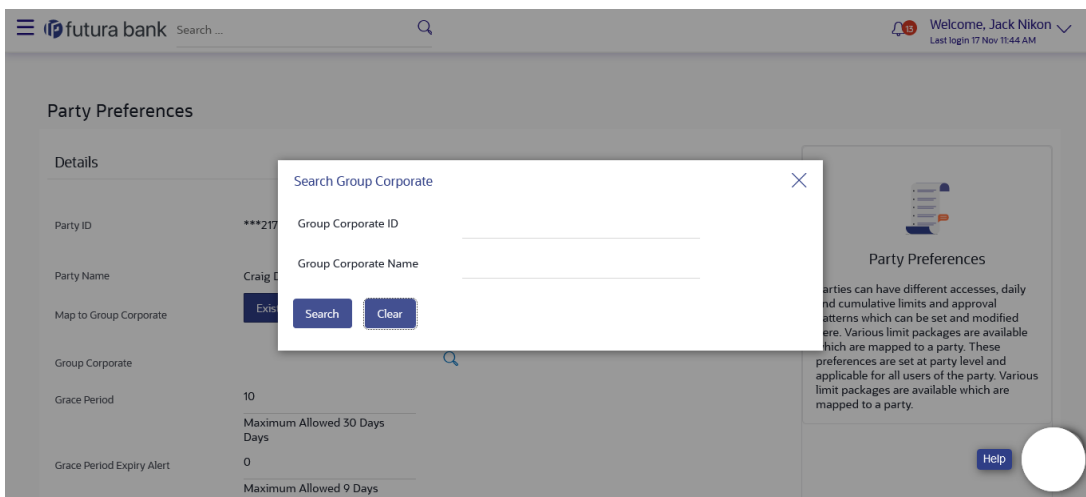 futura bank Search ...
13
Welcome, Jack Nikon
Last login 17 Nov 11:44 AM
Party Preferences
Details
Party ID ***217
Party Name Craig
Map to Group Corporate
Group Corporate
Grace Period 10
Maximum Allowed 30 Days
Days
Grace Period Expiry Alert 0
Maximum Allowed 9 Days
Search Group Corporate
Group Corporate ID
Group Corporate Name
Search Clear
Party Preferences
arties can have different accesses, daily
nd cumulative limits and approval
atterns which can be set and modified
ere. Various limit packages are available
hich are mapped to a party. These
preferences are set at party level and
applicable for all users of the party. Various
limit packages are available which are
mapped to a party.
Help